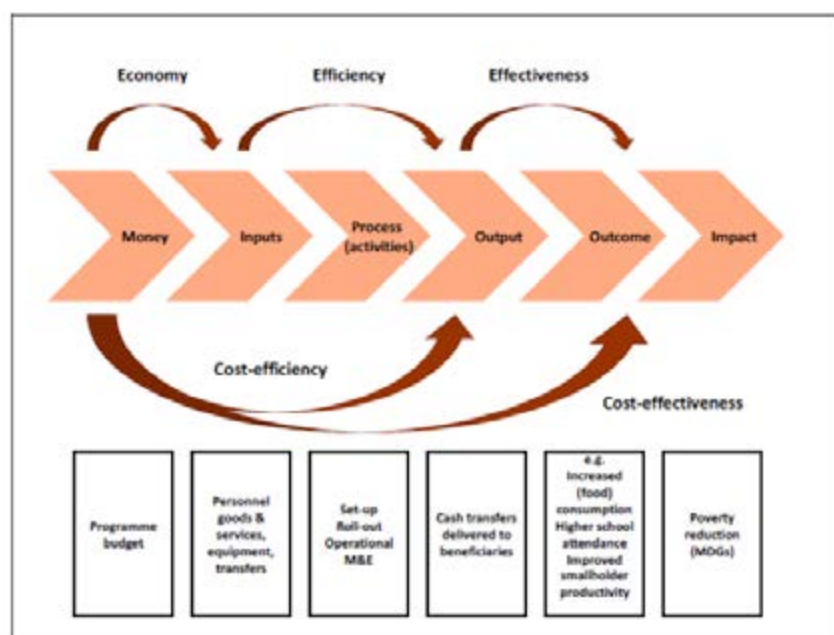 Economy
Efficiency
Effectiveness
Money
Inputs
Process
(activities)
Output
Outcome
Impact
Cost-efficiency
Cost-effectiveness
Programme
budget
Personnel
goods &
services,
equipment,
transfers
Set-up
Roll-out
Operational
M&E
Cash transfers
delivered to
beneficiaries
e.g.
Increased
(food)
consumption
Higher school
attendance
Improved
smallholder
productivity
Poverty
reduction
(MDGs)